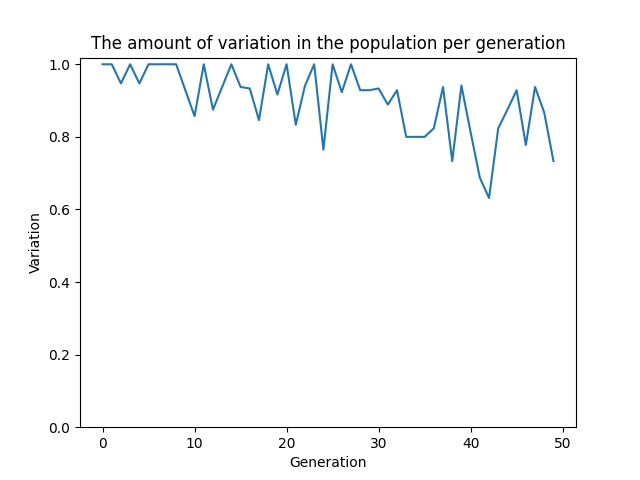 The amount of variation in the population per generation
1.0
0.8
0.6
0.4
0.2
0.0
Variation
0 10 20 30 40 50
Generation